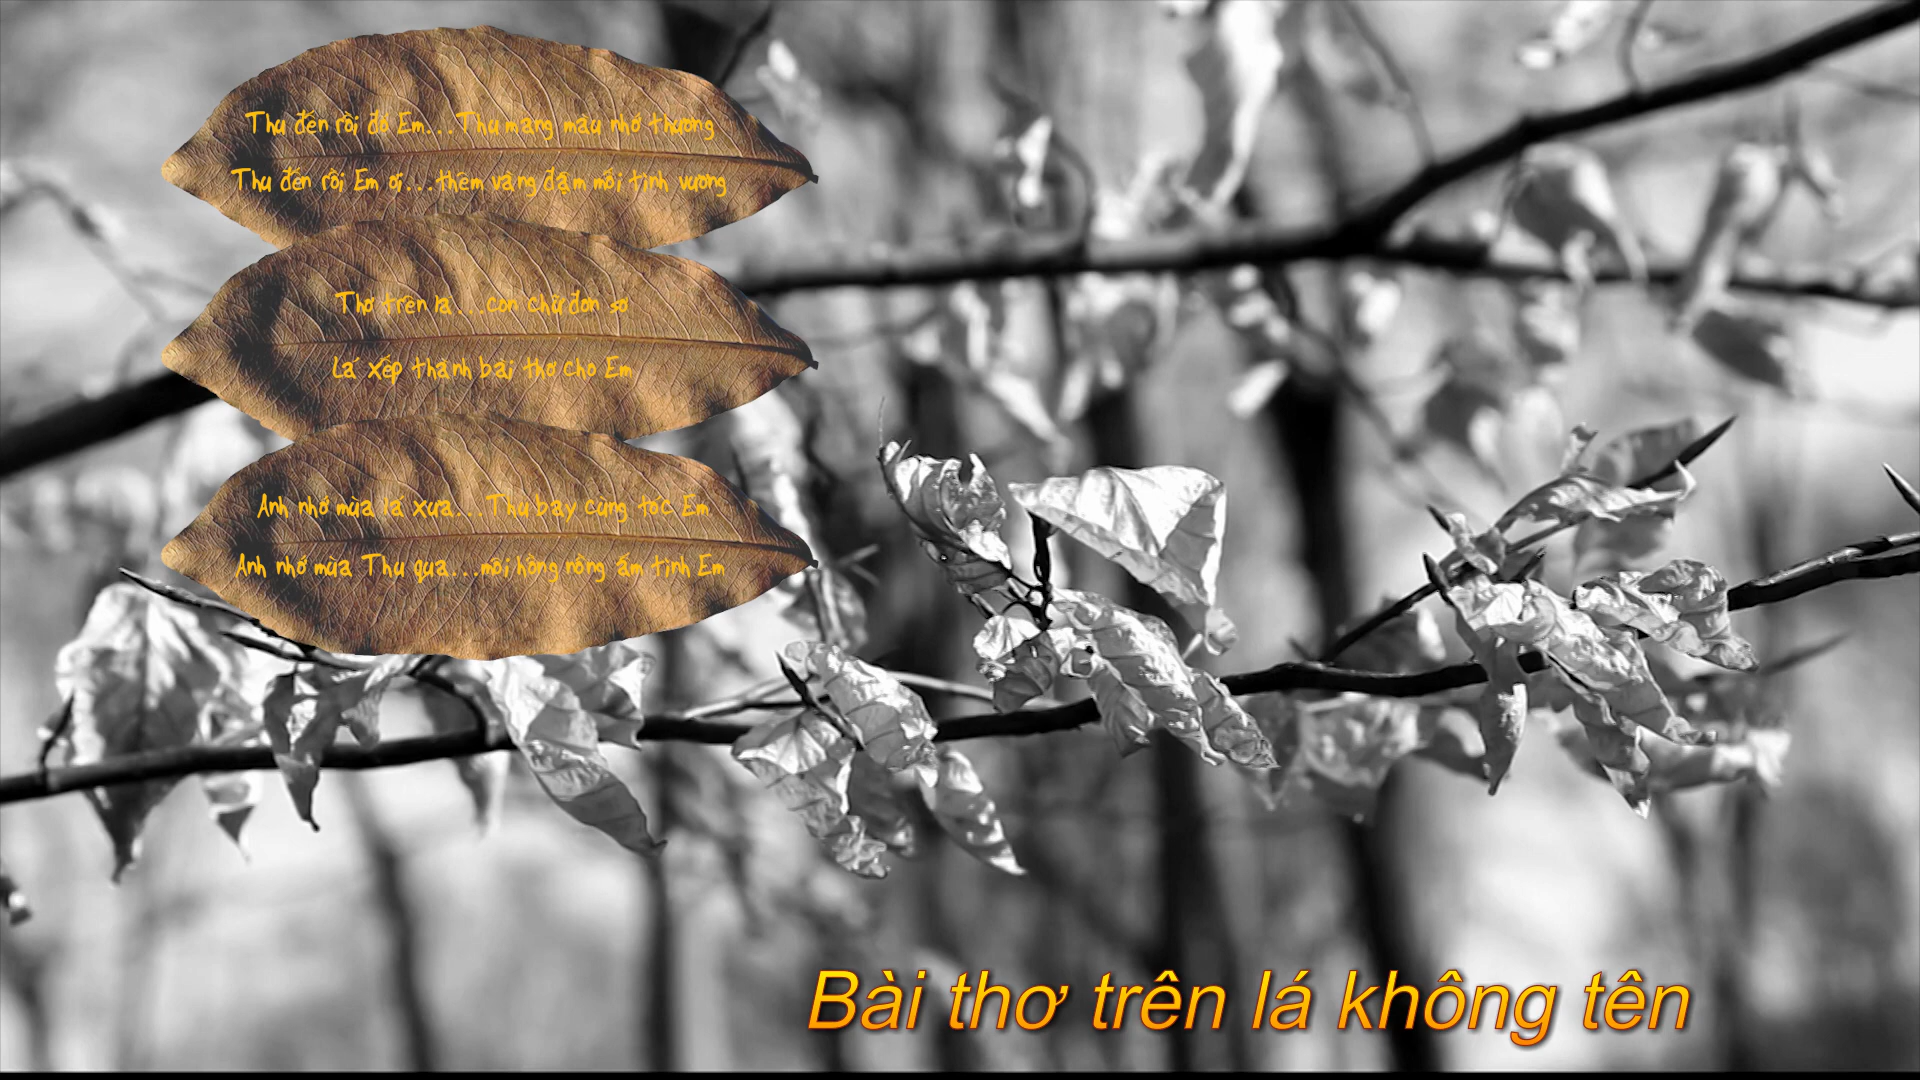 Thu đến rồi đó Em...Thu mang màu nhớ thương
Thu đến rồi Em ơi...thêm vàng đậm mối tình vương
Thơ trên lá...con chữ đơn sơ
Lá xếp thành bài thơ cho Em
Anh nhớ mùa lá xưa...Thu bay cùng tóc Em
Anh nhớ mùa Thu qua...môi hồng nồng ấm tình Em
Bài thơ trên lá không tên